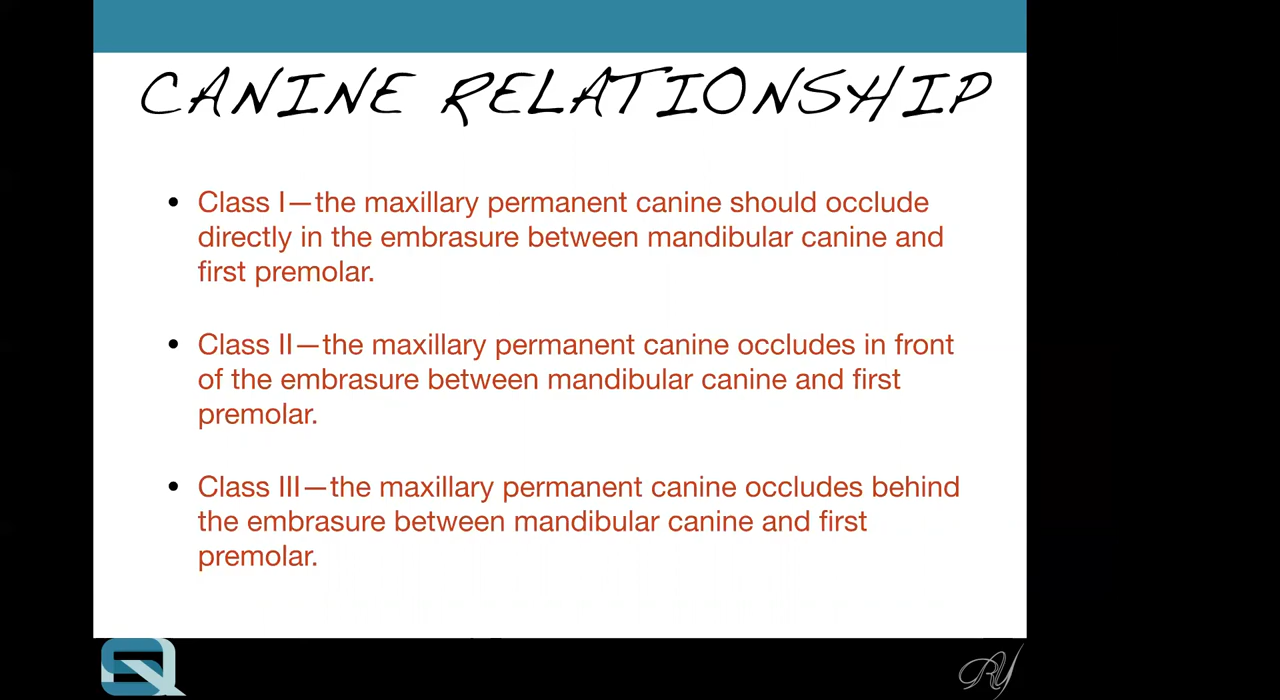 CANINE RELATIONSHIP
• Class I—the maxillary permanent canine should occlude
directly in the embrasure between mandibular canine and
first premolar.
• Class II—the maxillary permanent canine occludes in front
of the embrasure between mandibular canine and first
premolar.
• Class III—the maxillary permanent canine occludes behind
the embrasure between mandibular canine and first
premolar.
RY